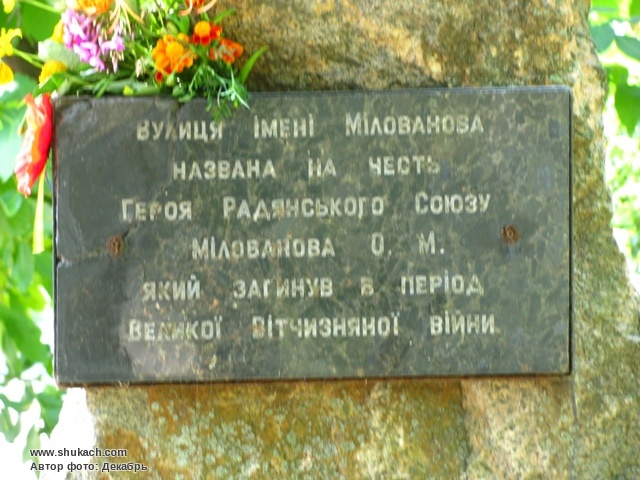 Вулиця імені Мілованова
названа на честь
Героя Радянського Союзу
Мілованова О. М.
який загинув в період
Великої Вітчизняної війни
www.shukach.com
Автор фото: Декабрь